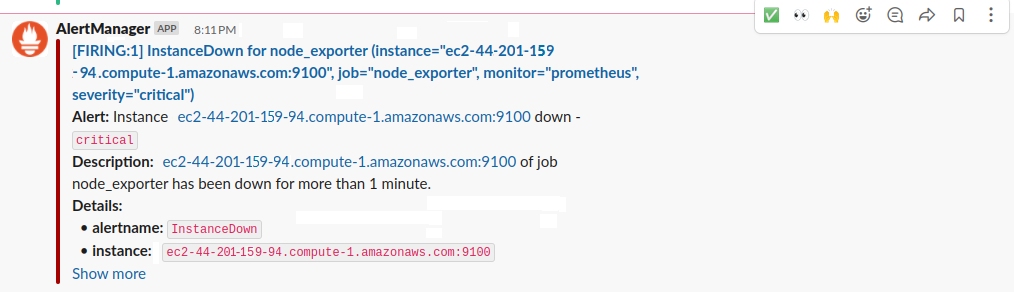 AlertManager APP 8:11 PM
[FIRING:1] InstanceDown for node_exporter (instance="ec2-44-201-159
-94.compute-1.amazonaws.com:9100", job="node_exporter", monitor="prometheus",
severity="critical")
Alert: Instance ec2-44-201-159-94.compute-1.amazonaws.com:9100 down -
critical
Description: ec2-44-201-159-94.compute-1.amazonaws.com:9100 of job
node_exporter has been down for more than 1 minute.
Details:
• alertname: InstanceDown
• instance: ec2-44-201-159-94.compute-1.amazonaws.com:9100
Show more